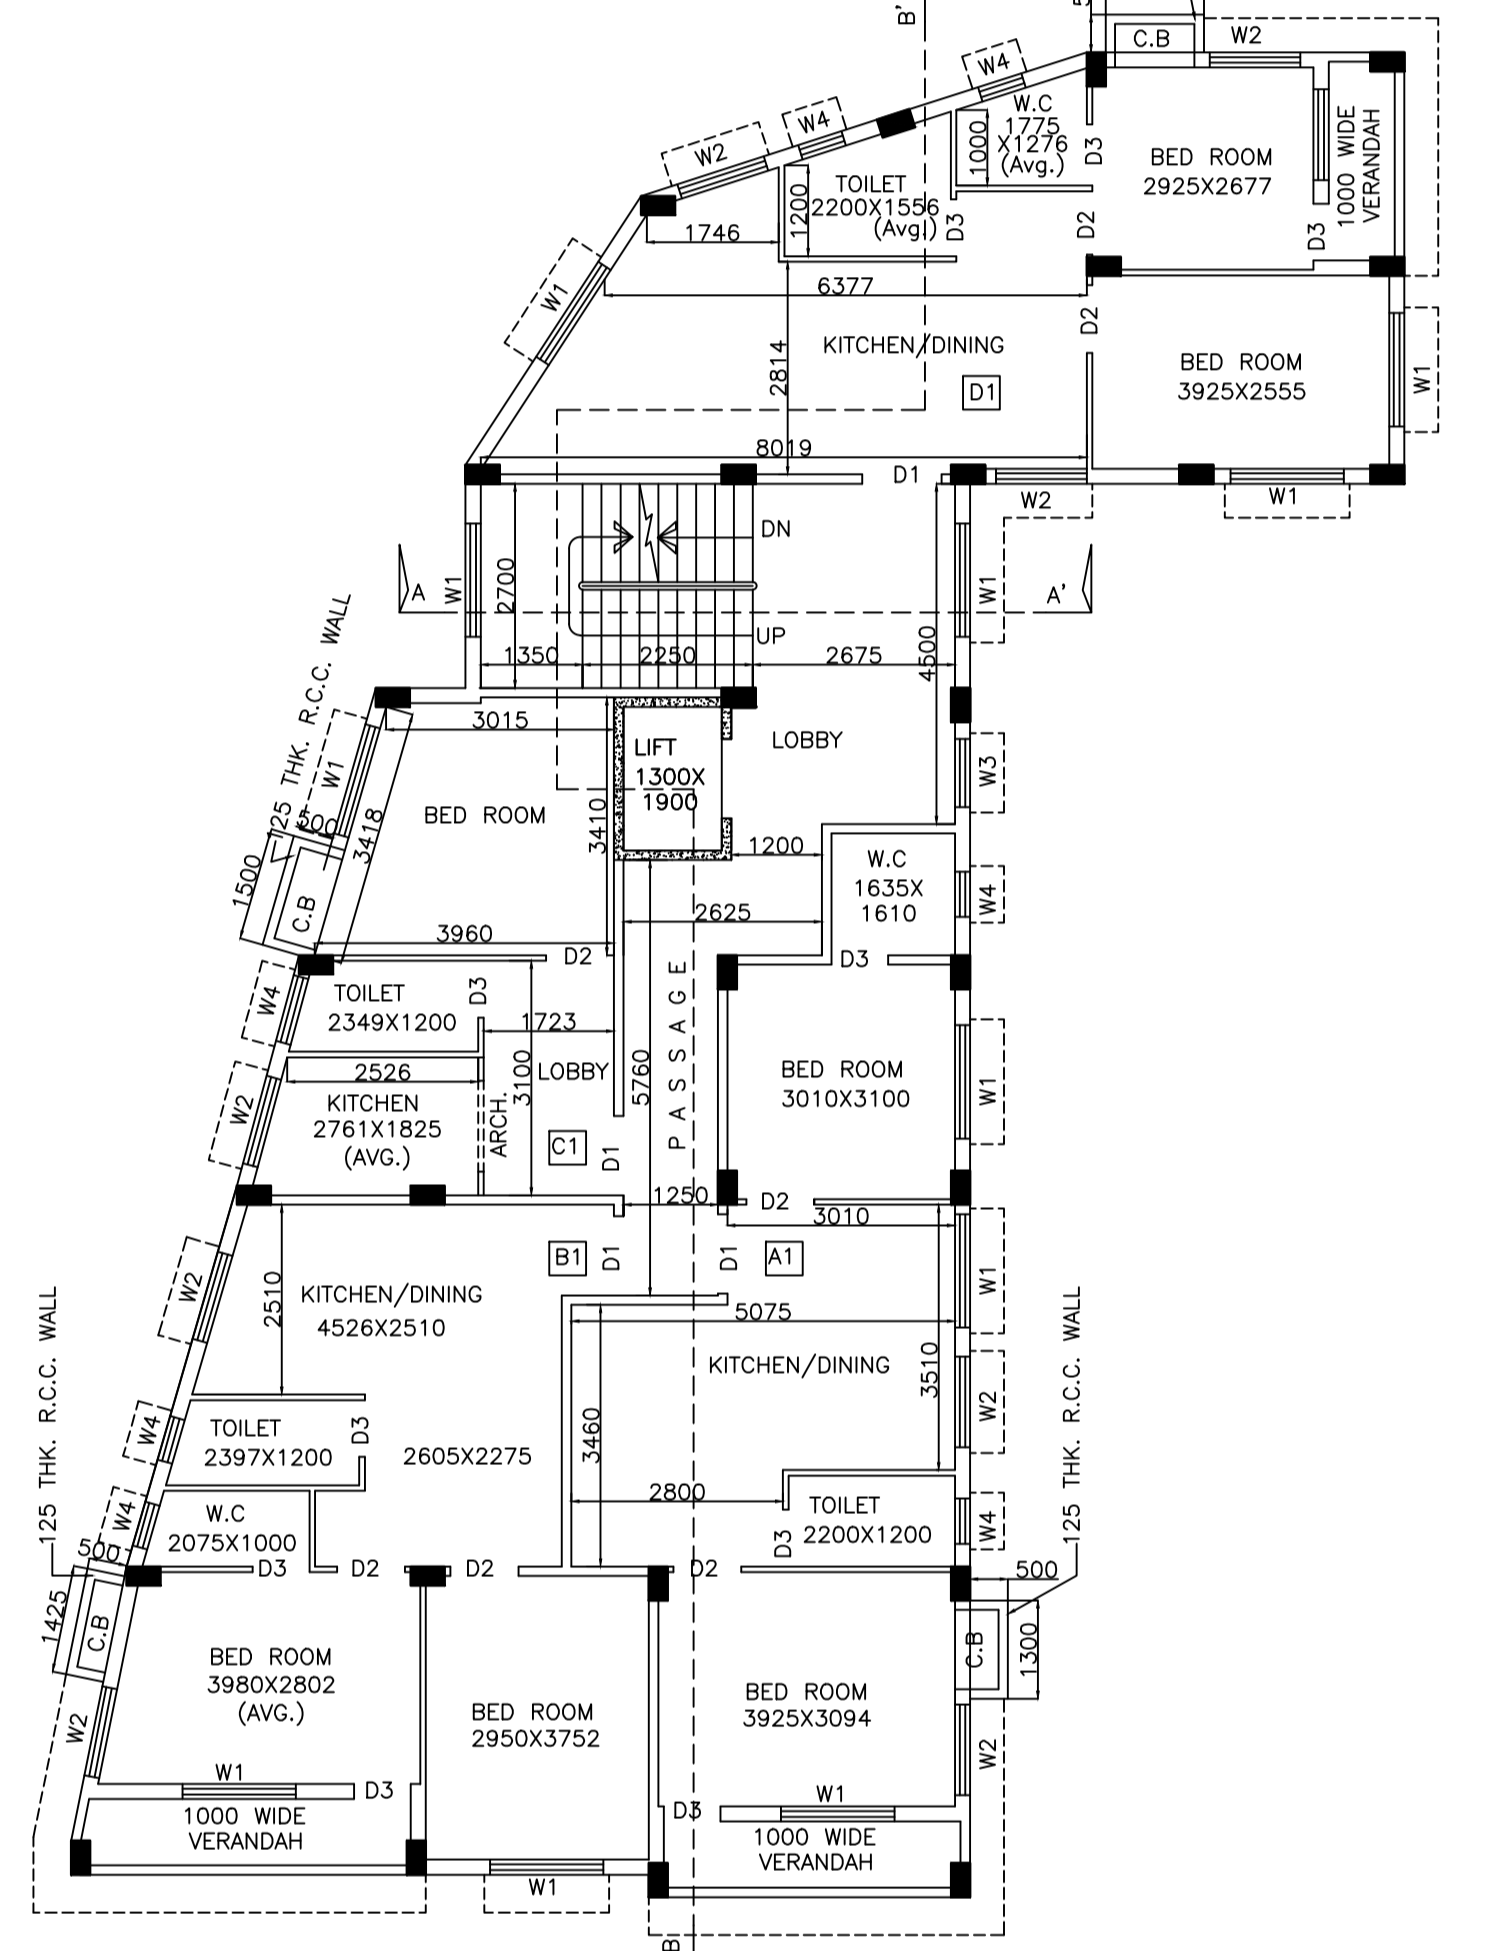 B'
C.B
W2
W4
W.C
1775
X1276
(Avg.)
1000
D3
BED ROOM
2925X2677
1000 WIDE
VERANDAH
W4
W2
TOILET
2200X1556
(Avg.)
1200
D3
D2
D3
1746
6377
W1
KITCHEN/DINING
2814
D2
D1
BED ROOM
3925X2555
W1
8019
D1
W2
W1
DN
2700
A
W1
W1
A'
UP
4500
1350
2250
2675
125 THK. R.C.C. WALL
3015
LOBBY
LIFT
1300X
1900
W1
W3
500
3418
BED ROOM
3410
1200
1500
W.C
1635X
1610
W4
C.B
2625
3960
D2
D3
PASSAGE
W4
TOILET
2349X1200
D3
1723
3100
LOBBY
5760
BED ROOM
3010X3100
W1
2526
W2
KITCHEN
2761X1825
(AVG.)
ARCH.
C1
D1
1250
D2
3010
B1
D1
D1
A1
W2
2510
KITCHEN/DINING
4526X2510
W1
5075
125 THK. R.C.C. WALL
125 THK. R.C.C. WALL
KITCHEN/DINING
3510
W2
W4
TOILET
2397X1200
D3
2605X2275
3460
2800
TOILET
2200X1200
D3
W4
W4
W.C
2075X1000
500
D3
D2
D2
D2
500
1425
C.B
C.B
1300
BED ROOM
3980X2802
(AVG.)
BED ROOM
2950X3752
BED ROOM
3925X3094
W2
W2
W1
D3
W1
D3
1000 WIDE
VERANDAH
1000 WIDE
VERANDAH
W1
B